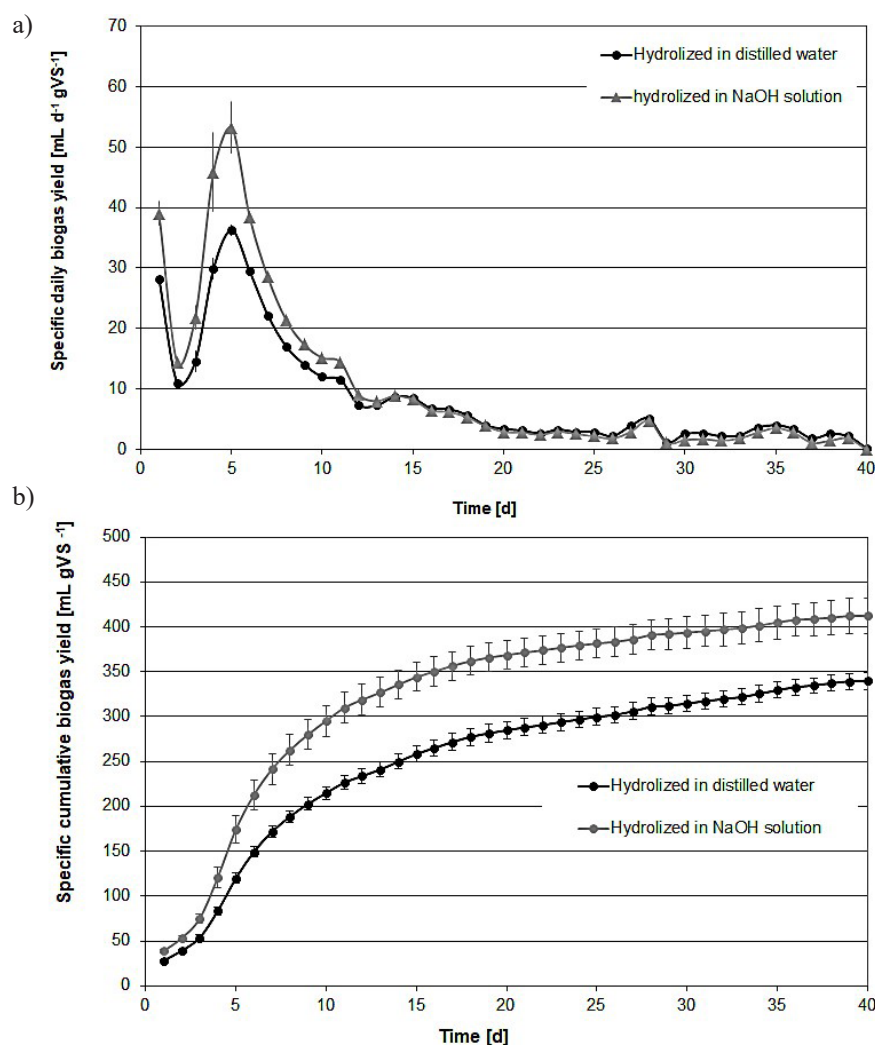 a)
Specific daily biogas yield [mL d⁻¹ gVS⁻¹]
70
60
50
40
30
20
10
0
Hydrolized in distilled water
hydrolized in NaOH solution
0 5 10 15 20 25 30 35 40
Time [d]
b)
Specific cumulative biogas yield [mL gVS ⁻¹]
500
450
400
350
300
250
200
150
100
50
0
Hydrolized in distilled water
Hydrolized in NaOH solution
0 5 10 15 20 25 30 35 40
Time [d]